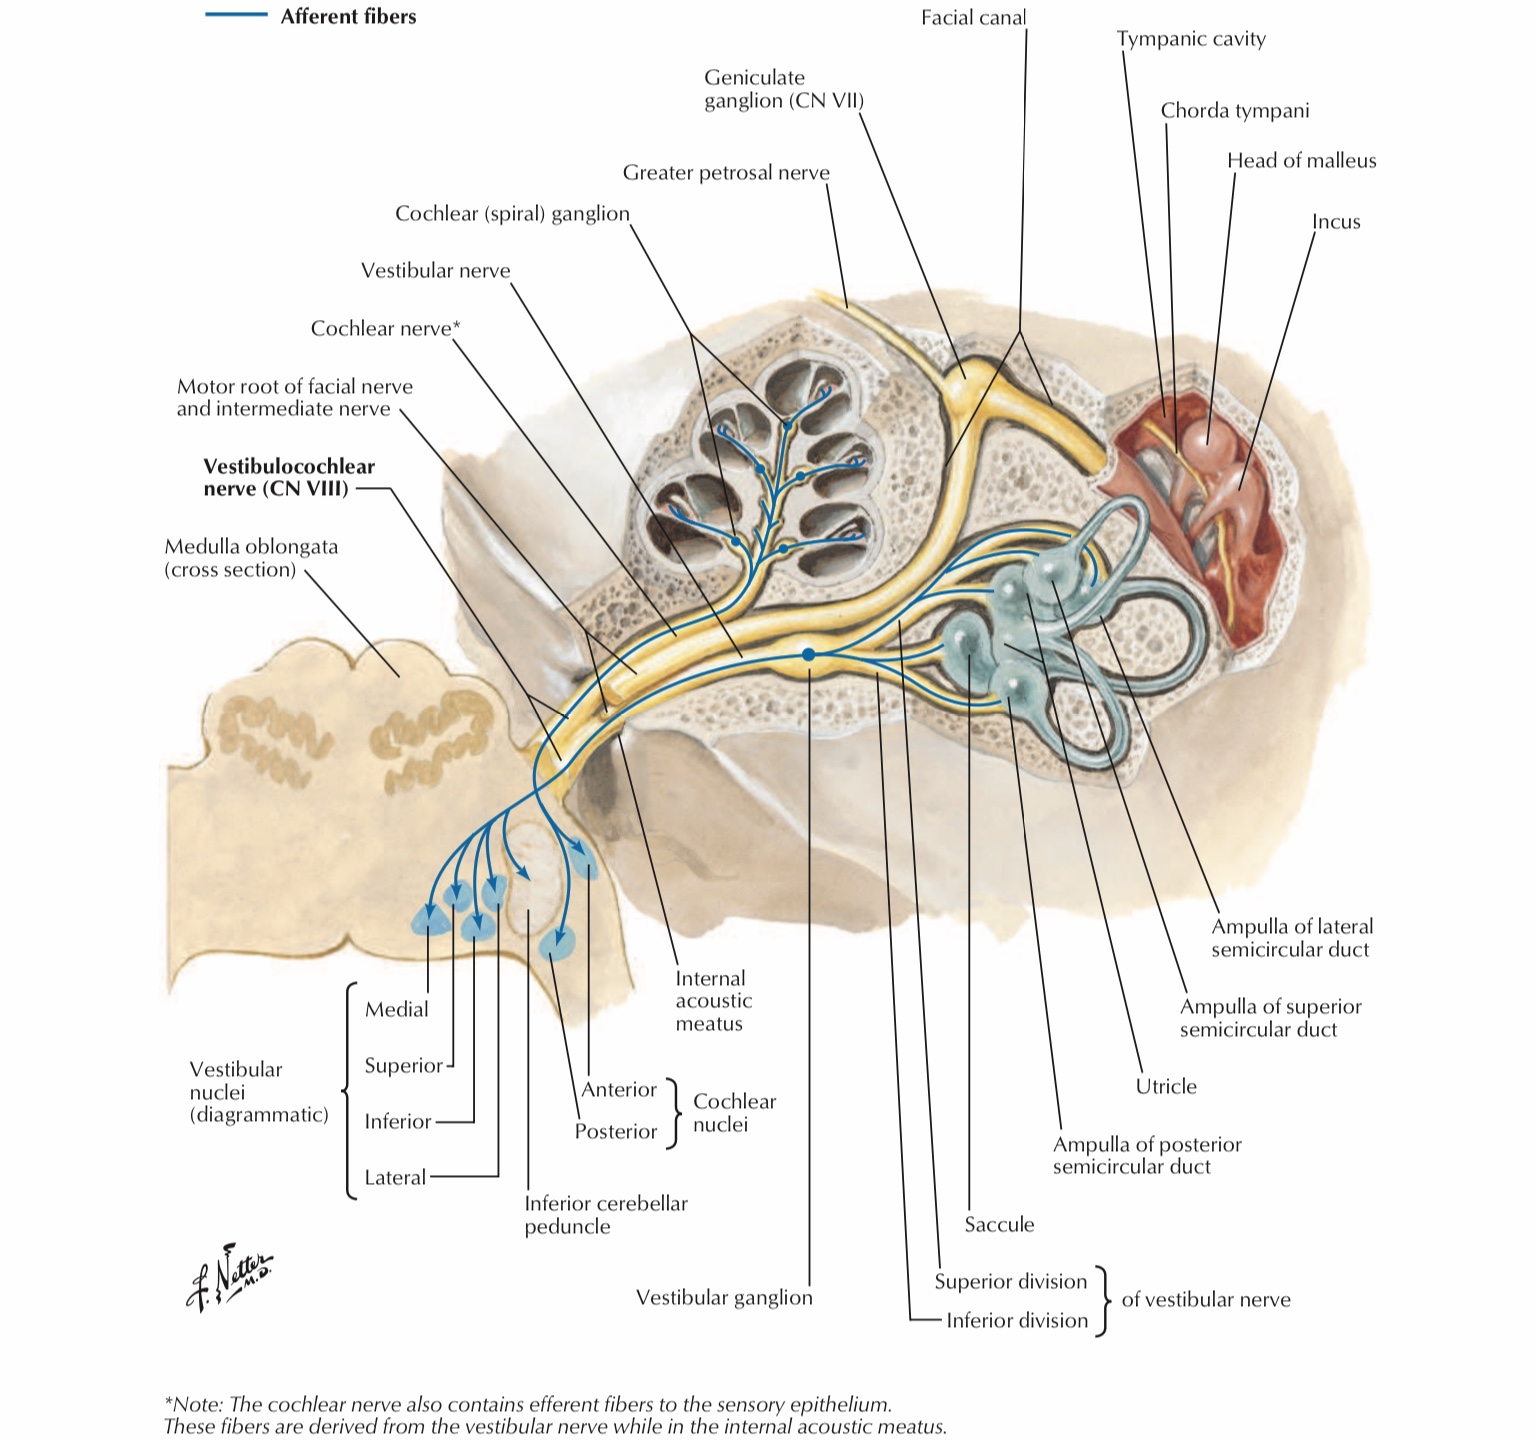 Afferent fibers
Facial canal
Tympanic cavity
Geniculate
ganglion (CN VII)
Chorda tympani
Head of malleus
Greater petrosal nerve
Cochlear (spiral) ganglion
Incus
Vestibular nerve
Cochlear nerve*
Motor root of facial nerve
and intermediate nerve
Vestibulocochlear
nerve (CN VIII)
Medulla oblongata
(cross section)
Ampulla of lateral
semicircular duct
Internal
acoustic
meatus
Ampulla of superior
semicircular duct
Utricle
Ampulla of posterior
semicircular duct
Saccule
Vestibular
nuclei
(diagrammatic)
Medial
Superior
Inferior
Lateral
Anterior
Posterior
Cochlear
nuclei
Inferior cerebellar
peduncle
Vestibular ganglion
Superior division
Inferior division
of vestibular nerve
F. Netter
M.D.
*Note: The cochlear nerve also contains efferent fibers to the sensory epithelium.
These fibers are derived from the vestibular nerve while in the internal acoustic meatus.